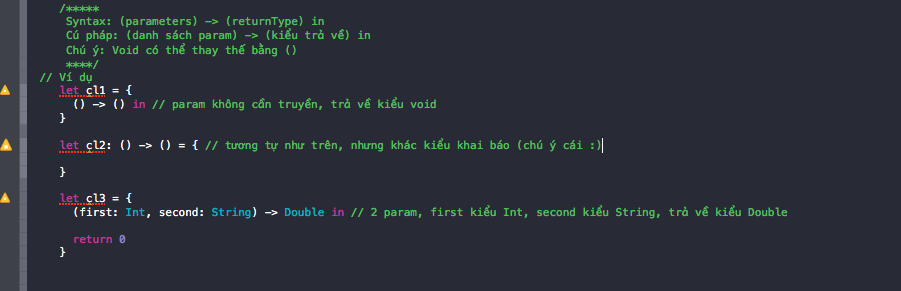 /*****
Syntax: (parameters) -> (returnType) in
Cú pháp: (danh sách param) -> (kiểu trả về) in
Chú ý: Void có thể thay thế bằng ()
****/
// Ví dụ
let cl1 = {
() -> () in // param không cần truyền, trả về kiểu void
}
let cl2: () -> () = { // tương tự như trên, nhưng khác kiểu khai báo (chú ý cái :)
}
let cl3 = {
(first: Int, second: String) -> Double in // 2 param, first kiểu Int, second kiểu String, trả về kiểu Double
return 0
}